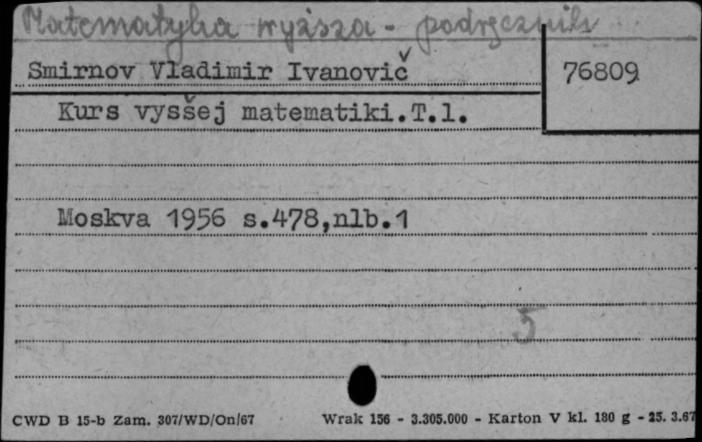 Matematyka wyższa - podręcznik
Smirnov Vladimir Ivanovič
76809
Kurs vysšej matematiki.T.1.
Moskva 1956 s.478,nlb.1
5
CWD B 15-b Zam. 307/WD/On/67 Wrak 156 - 3.305.000 - Karton V kl. 180 g - 25. 3.67